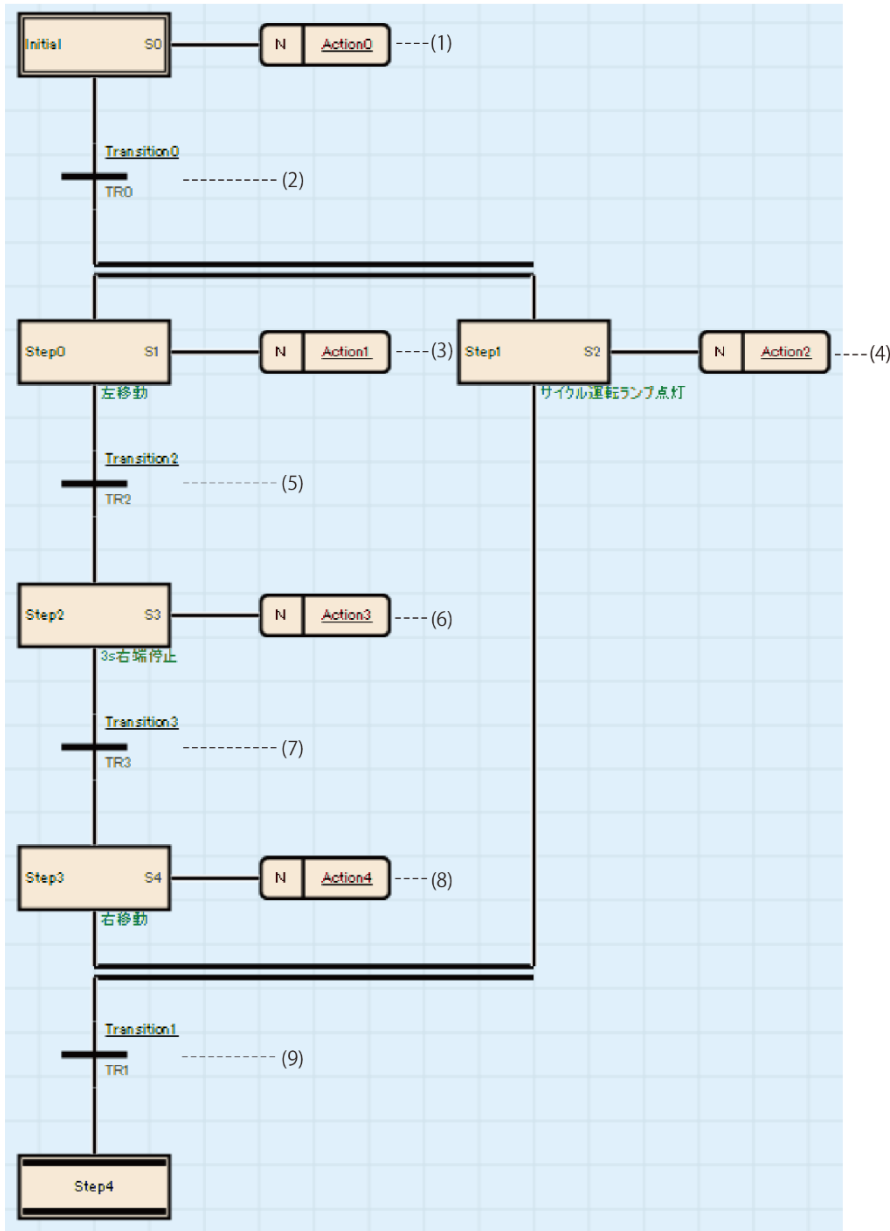 Initial S0 N Action0 (1)
Transition0
TR0 (2)
Step0 S1 N Action1 (3) Step1 S2 N Action2 (4)
左移動 サイクル運転ランプ点灯
Transition2
TR2 (5)
Step2 S3 N Action3 (6)
3s右端停止
Transition3
TR3 (7)
Step3 S4 N Action4 (8)
右移動
Transition1
TR1 (9)
Step4